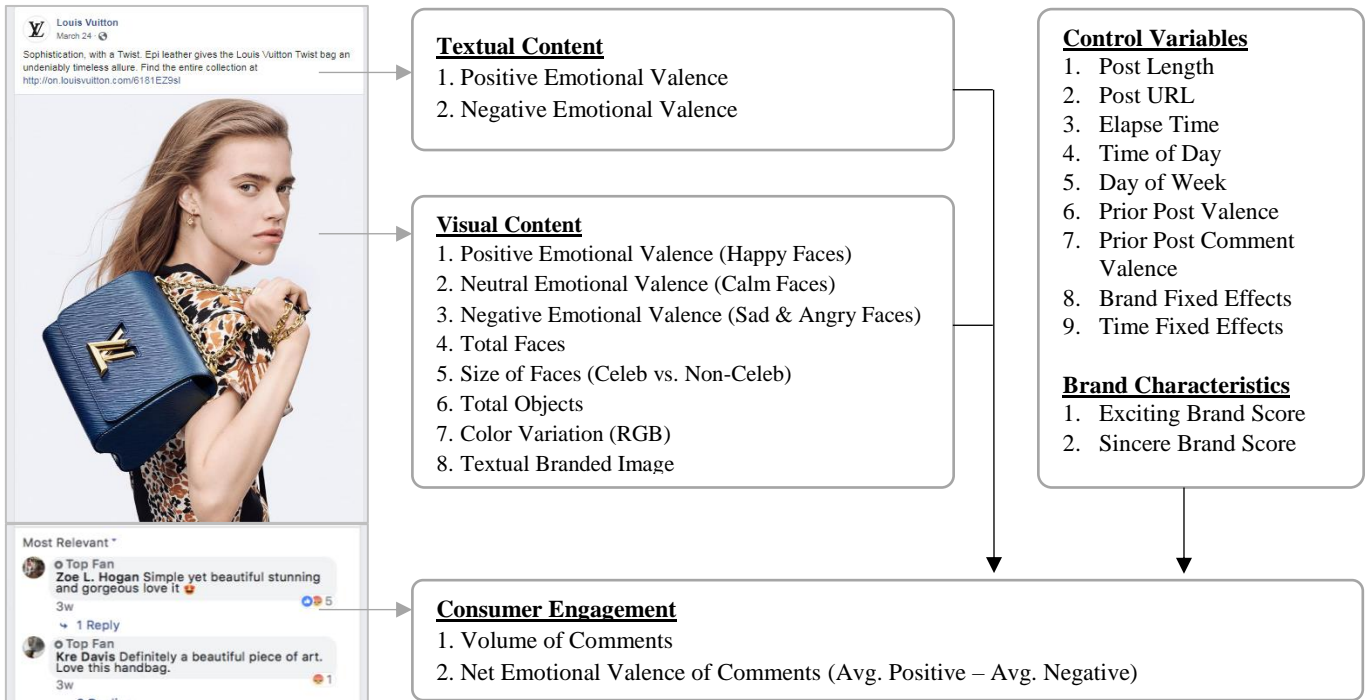 Louis Vuitton
March 24 ·
Sophistication, with a Twist. Epi leather gives the Louis Vuitton Twist bag an
undeniably timeless allure. Find the entire collection at
http://on.louisvuitton.com/6181EZ9sl
Most Relevant
Top Fan
Zoe L. Hogan Simple yet beautiful stunning
and gorgeous love it 😍
5
3w
1 Reply
Top Fan
Kre Davis Definitely a beautiful piece of art.
Love this handbag.
1
3w
Textual Content
1. Positive Emotional Valence
2. Negative Emotional Valence
Visual Content
1. Positive Emotional Valence (Happy Faces)
2. Neutral Emotional Valence (Calm Faces)
3. Negative Emotional Valence (Sad & Angry Faces)
4. Total Faces
5. Size of Faces (Celeb vs. Non-Celeb)
6. Total Objects
7. Color Variation (RGB)
8. Textual Branded Image
Control Variables
1. Post Length
2. Post URL
3. Elapse Time
4. Time of Day
5. Day of Week
6. Prior Post Valence
7. Prior Post Comment
Valence
8. Brand Fixed Effects
9. Time Fixed Effects
Brand Characteristics
1. Exciting Brand Score
2. Sincere Brand Score
Consumer Engagement
1. Volume of Comments
2. Net Emotional Valence of Comments (Avg. Positive – Avg. Negative)